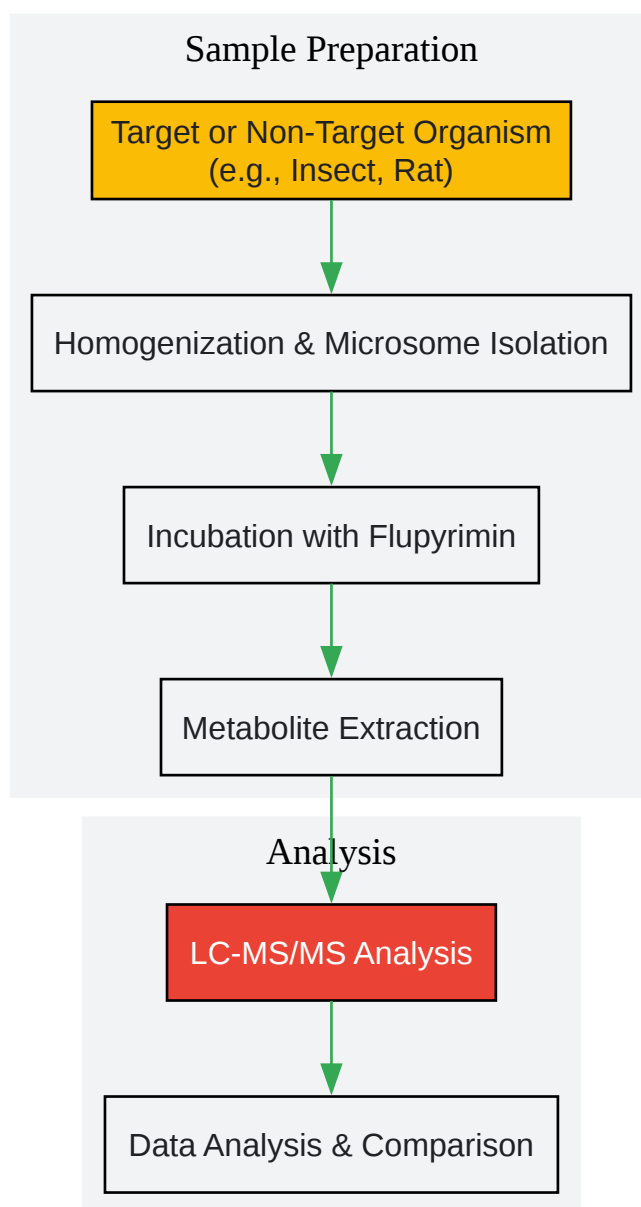 Sample Preparation
Target or Non-Target Organism
(e.g., Insect, Rat)
Homogenization & Microsome Isolation
Incubation with Flupyrimin
Metabolite Extraction
Analysis
LC-MS/MS Analysis
Data Analysis & Comparison